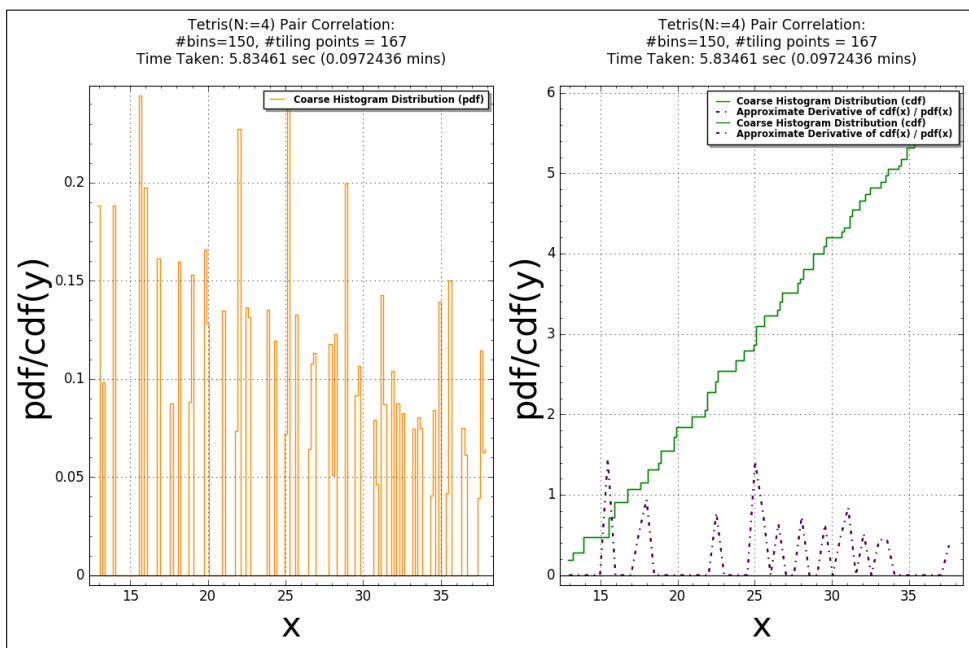 Tetris(N:=4) Pair Correlation:
#bins=150, #tiling points = 167
Time Taken: 5.83461 sec (0.0972436 mins)
Coarse Histogram Distribution (pdf)
0.2
0.15
0.1
0.05
0
pdf/cdf(y)
15
20
25
30
35
x
Tetris(N:=4) Pair Correlation:
#bins=150, #tiling points = 167
Time Taken: 5.83461 sec (0.0972436 mins)
Coarse Histogram Distribution (cdf)
Approximate Derivative of cdf(x) / pdf(x)
Coarse Histogram Distribution (cdf)
Approximate Derivative of cdf(x) / pdf(x)
6
5
4
3
2
1
0
pdf/cdf(y)
15
20
25
30
35
x